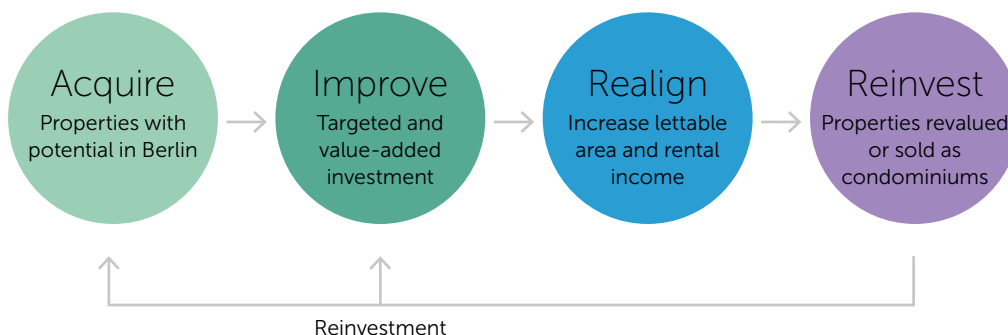 Acquire
Properties with
potential in Berlin
Improve
Targeted and
value-added
investment
Realign
Increase lettable
area and rental
income
Reinvest
Properties revalued
or sold as
condominiums
Reinvestment